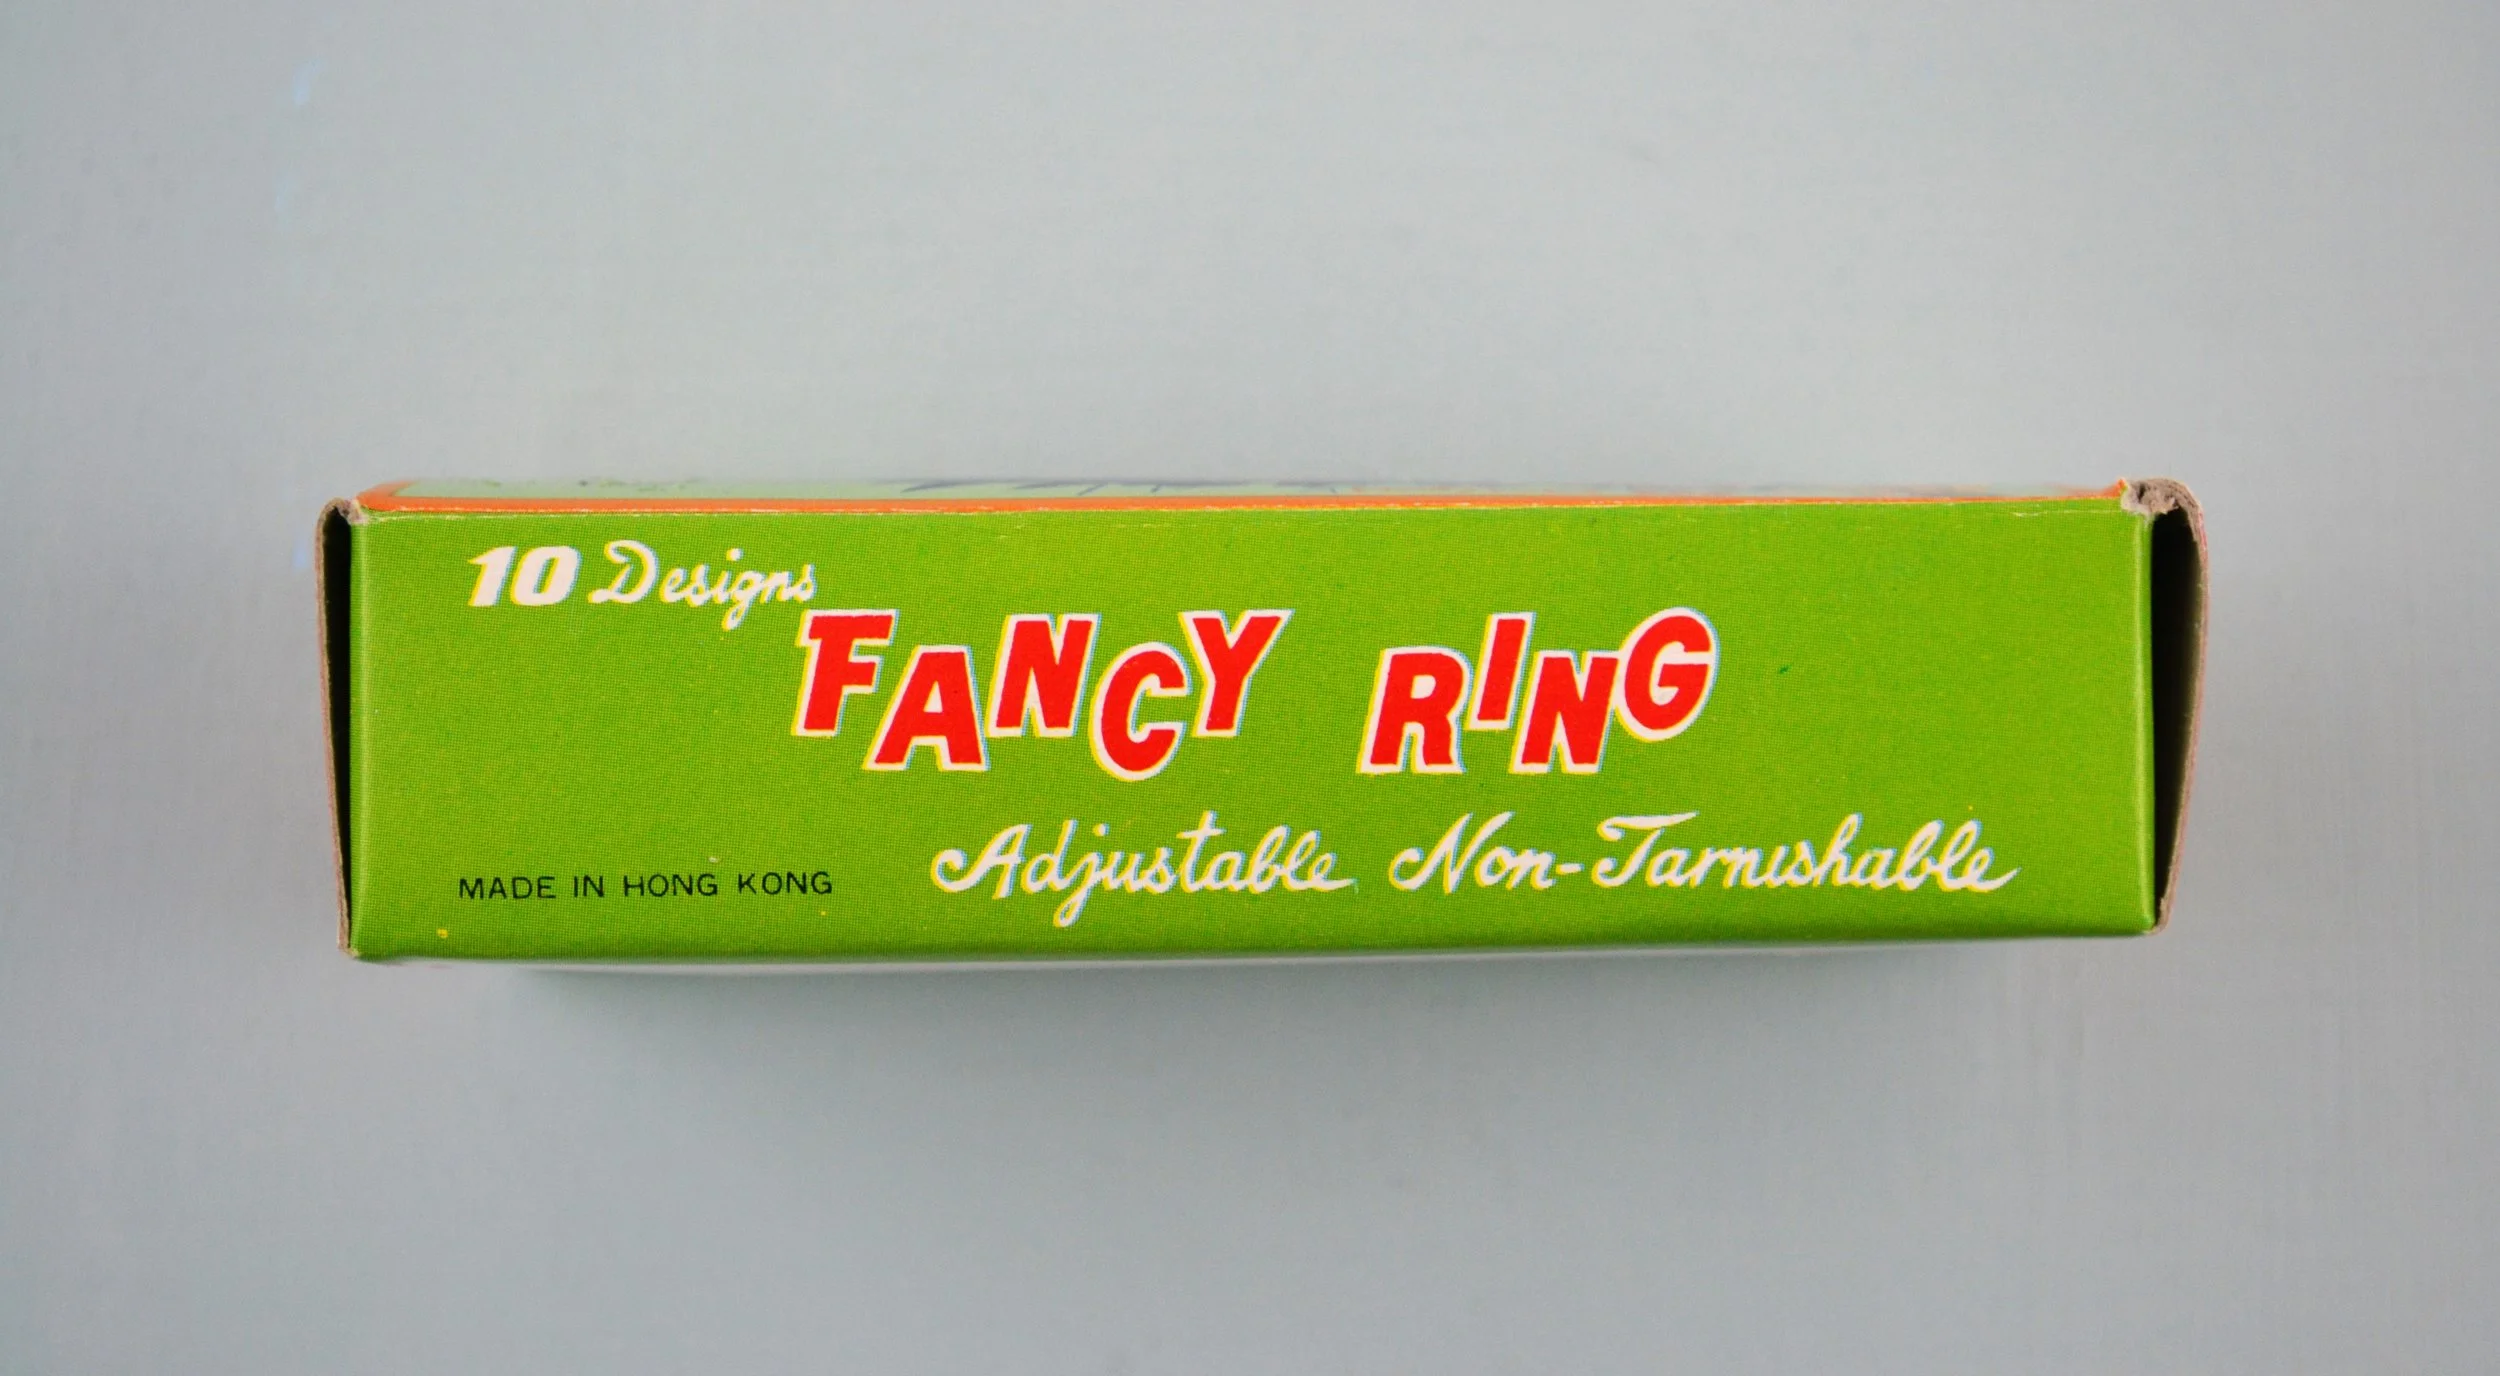 10 Designs
FANCY RING
Adjustable Non-Tarnishable
MADE IN HONG KONG